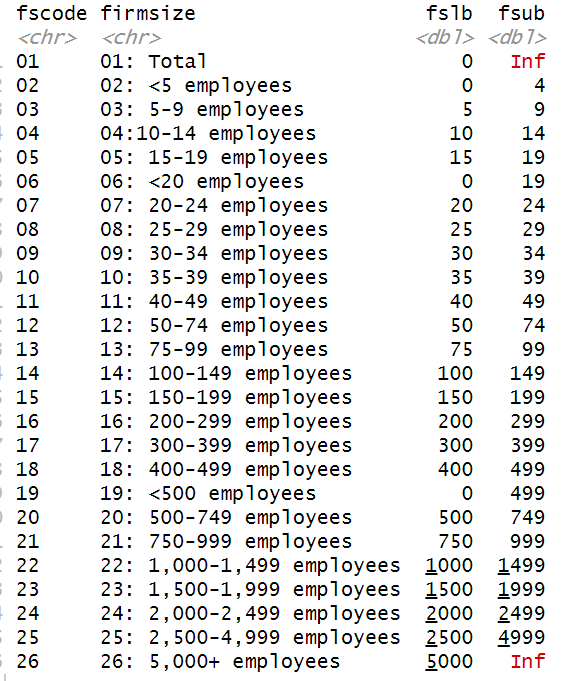 fscode firmsize fslb fsub
<chr> <chr> <dbl> <dbl>
01 01: Total 0 Inf
02 02: <5 employees 0 4
03 03: 5-9 employees 5 9
04 04:10-14 employees 10 14
05 05: 15-19 employees 15 19
06 06: <20 employees 0 19
07 07: 20-24 employees 20 24
08 08: 25-29 employees 25 29
09 09: 30-34 employees 30 34
10 10: 35-39 employees 35 39
11 11: 40-49 employees 40 49
12 12: 50-74 employees 50 74
13 13: 75-99 employees 75 99
14 14: 100-149 employees 100 149
15 15: 150-199 employees 150 199
16 16: 200-299 employees 200 299
17 17: 300-399 employees 300 399
18 18: 400-499 employees 400 499
19 19: <500 employees 0 499
20 20: 500-749 employees 500 749
21 21: 750-999 employees 750 999
22 22: 1,000-1,499 employees 1000 1499
23 23: 1,500-1,999 employees 1500 1999
24 24: 2,000-2,499 employees 2000 2499
25 25: 2,500-4,999 employees 2500 4999
26 26: 5,000+ employees 5000 Inf